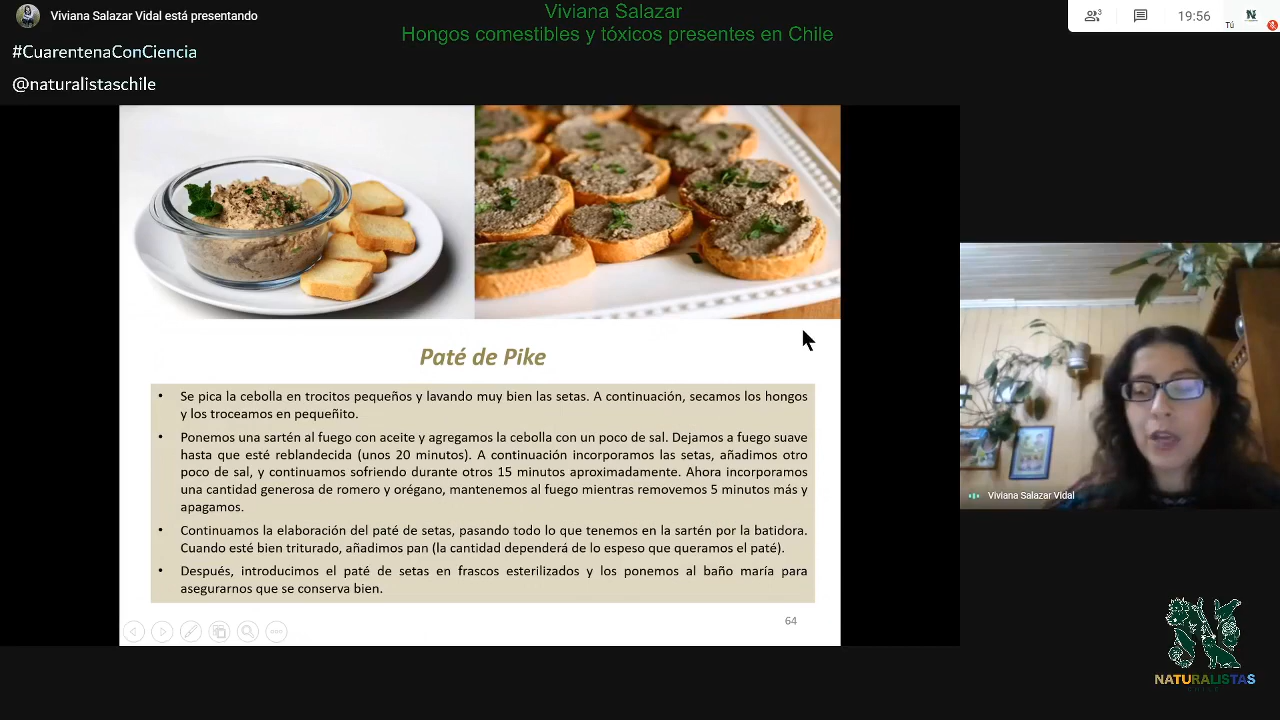 Viviana Salazar Vidal está presentando
Viviana Salazar
Hongos comestibles y tóxicos presentes en Chile
3
19:56
Tú
#CuarentenaConCiencia
@naturalistaschile
Paté de Pike
• Se pica la cebolla en trocitos pequeños y lavando muy bien las setas. A continuación, secamos los hongos
y los troceamos en pequeñito.
• Ponemos una sartén al fuego con aceite y agregamos la cebolla con un poco de sal. Dejamos a fuego suave
hasta que esté reblandecida (unos 20 minutos). A continuación incorporamos las setas, añadimos otro
poco de sal, y continuamos sofriendo durante otros 15 minutos aproximadamente. Ahora incorporamos
una cantidad generosa de romero y orégano, mantenemos al fuego mientras removemos 5 minutos más y
apagamos.
• Continuamos la elaboración del paté de setas, pasando todo lo que tenemos en la sartén por la batidora.
Cuando esté bien triturado, añadimos pan (la cantidad dependerá de lo espeso que queramos el paté).
• Después, introducimos el paté de setas en frascos esterilizados y los ponemos al baño maría para
asegurarnos que se conserva bien.
64
Viviana Salazar Vidal
NATURALISTAS
CHILE